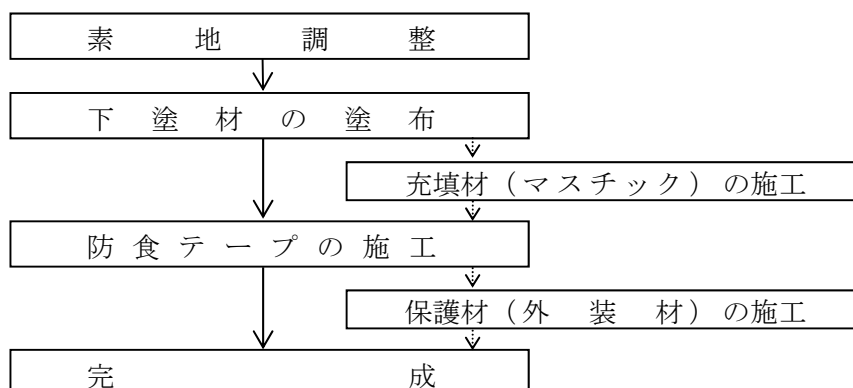 素地調整
下塗材の塗布
充填材（マスチック）の施工
防食テープの施工
保護材（外装材）の施工
完成